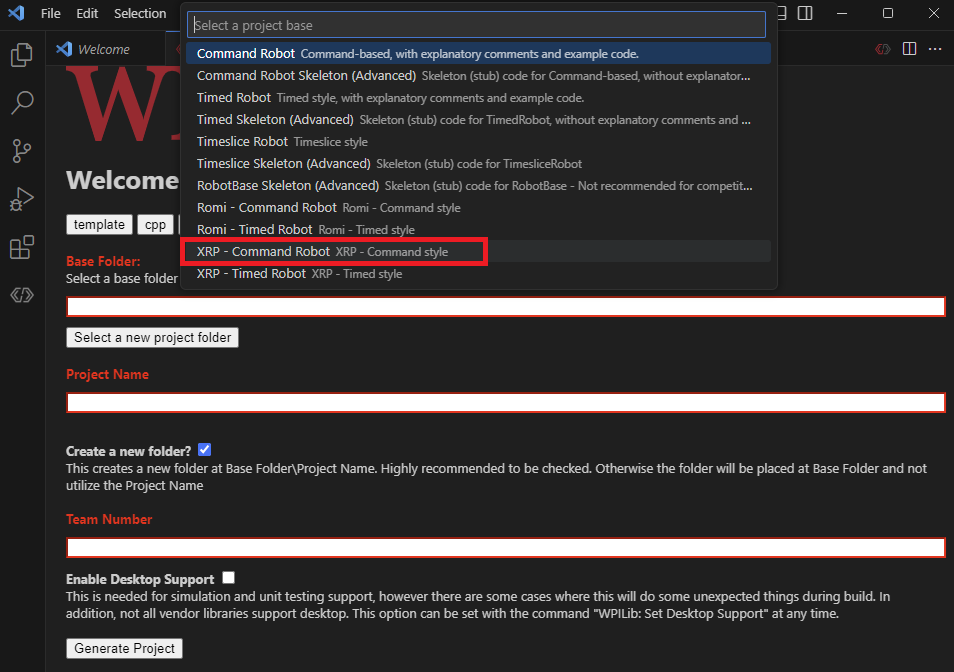 File Edit Selection
Select a project base
Welcome
Command Robot Command-based, with explanatory comments and example code.
Command Robot Skeleton (Advanced) Skeleton (stub) code for Command-based, without explanator...
Timed Robot Timed style, with explanatory comments and example code.
Timed Skeleton (Advanced) Skeleton (stub) code for TimedRobot, without explanatory comments and ...
Timeslice Robot Timeslice style
Timeslice Skeleton (Advanced) Skeleton (stub) code for TimesliceRobot
RobotBase Skeleton (Advanced) Skeleton (stub) code for RobotBase - Not recommended for competit...
Romi - Command Robot Romi - Command style
Romi - Timed Robot Romi - Timed style
XRP - Command Robot XRP - Command style
XRP - Timed Robot XRP - Timed style
W
Welcome
template cpp
Base Folder:
Select a base folder
Select a new project folder
Project Name
Create a new folder?
This creates a new folder at Base Folder\Project Name. Highly recommended to be checked. Otherwise the folder will be placed at Base Folder and not
utilize the Project Name
Team Number
Enable Desktop Support
This is needed for simulation and unit testing support, however there are some cases where this will do some unexpected things during build. In
addition, not all vendor libraries support desktop. This option can be set with the command "WPILib: Set Desktop Support" at any time.
Generate Project